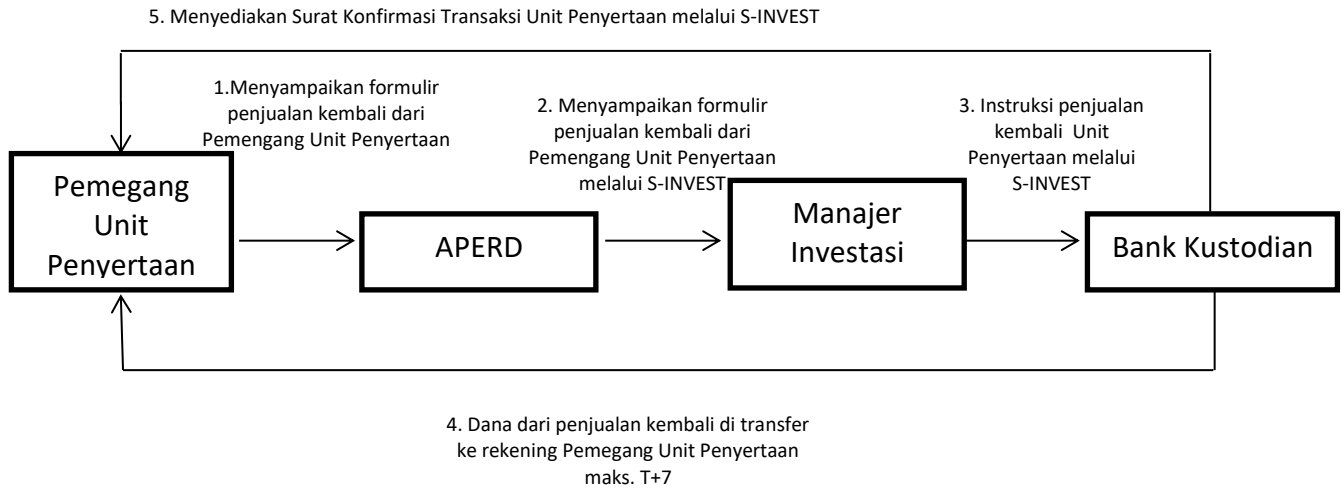 5. Menyediakan Surat Konfirmasi Transaksi Unit Penyertaan melalui S-INVEST
1.Menyampaikan formulir
penjualan kembali dari
Pemengang Unit Penyertaan
2. Menyampaikan formulir
penjualan kembali dari
Pemengang Unit Penyertaan
melalui S-INVEST
3. Instruksi penjualan
kembali Unit
Penyertaan melalui
S-INVEST
Pemegang
Unit
Penyertaan
APERD
Manajer
Investasi
Bank Kustodian
4. Dana dari penjualan kembali di transfer
ke rekening Pemegang Unit Penyertaan
maks. T+7